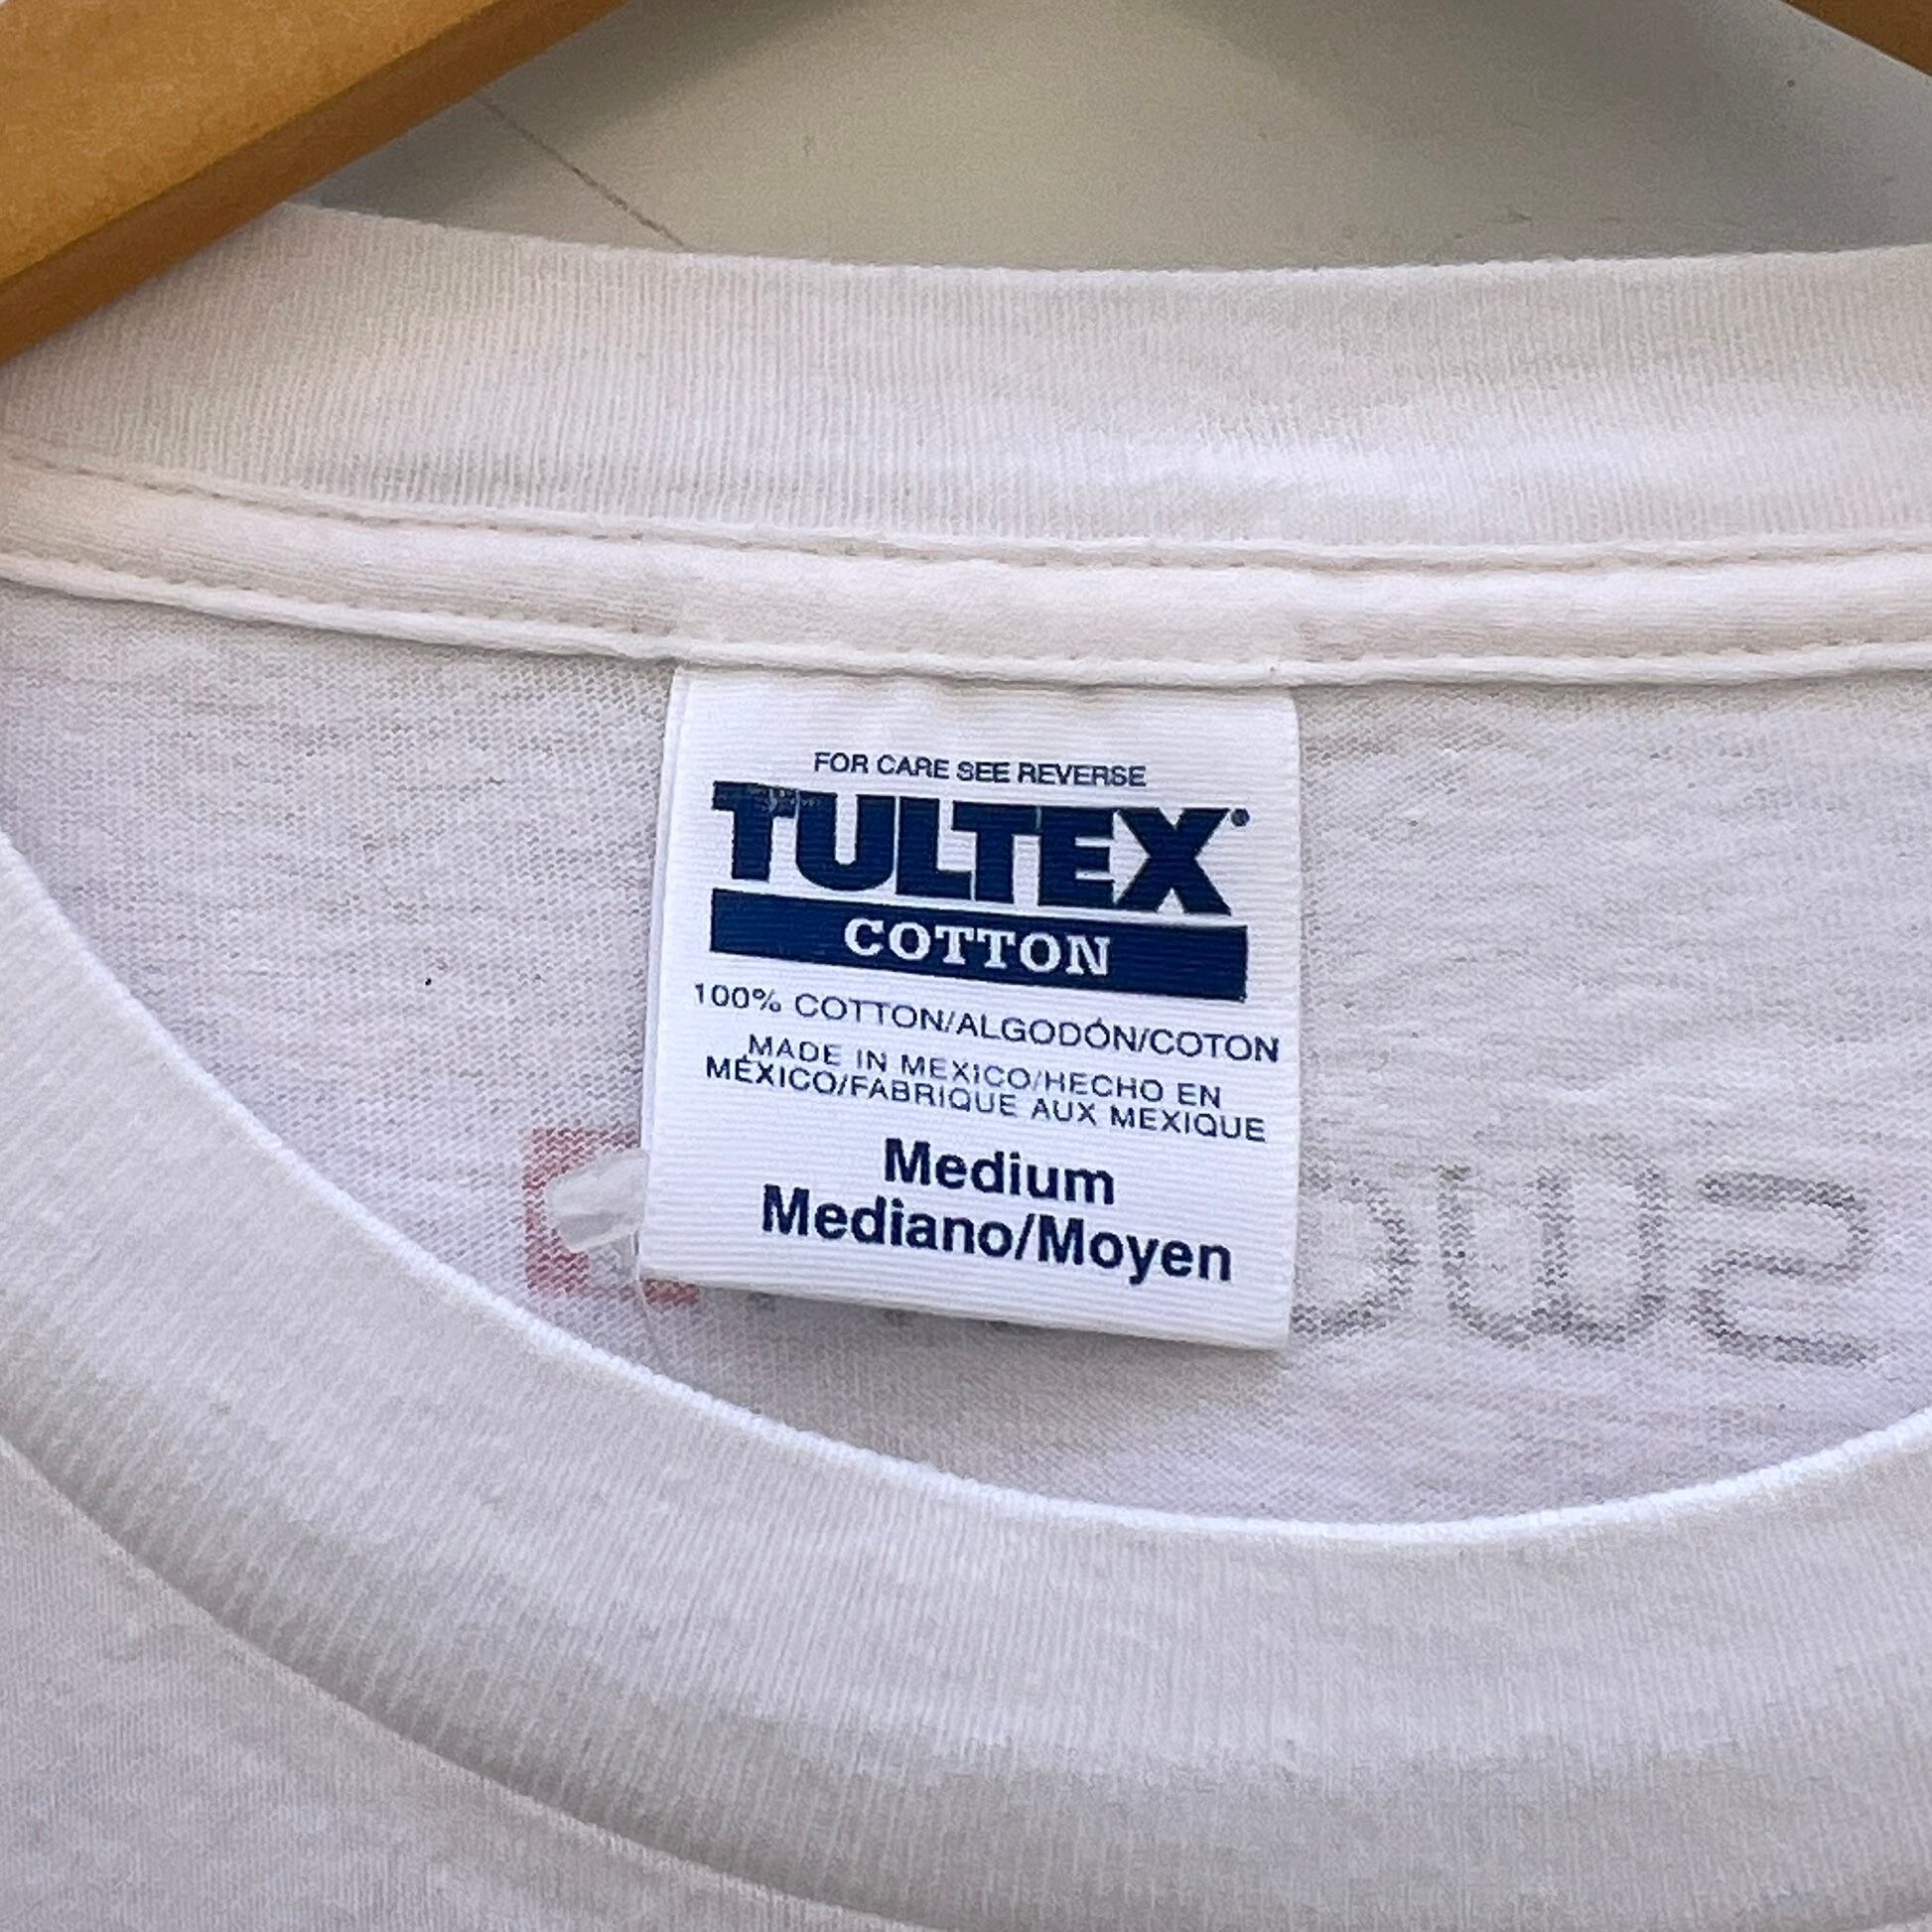 FOR CARE SEE REVERSE
TULTEX
COTTON
100% COTTON/ALGODÓN/COTON
MADE IN MEXICO/HECHO EN
MÉXICO/FABRIQUE AUX MEXIQUE
Medium
Mediano/Moyen